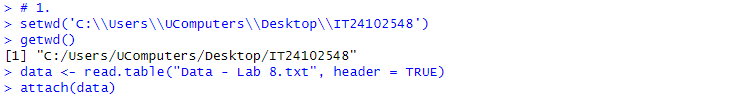 > # 1.
> setwd('C:\\Users\\UComputers\\Desktop\\IT24102548')
> getwd()
[1] "C:/Users/UComputers/Desktop/IT24102548"
> data <- read.table("Data - Lab 8.txt", header = TRUE)
> attach(data)